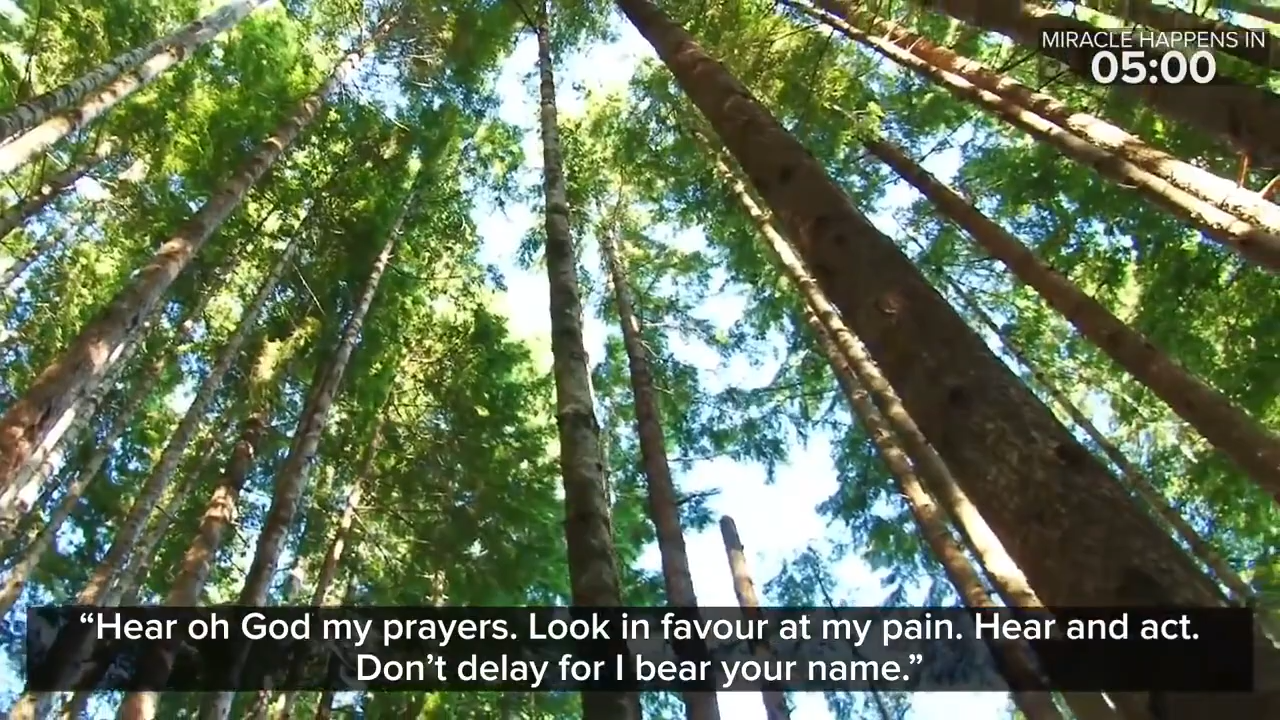 MIRACLE HAPPENS IN
05:00
“Hear oh God my prayers. Look in favour at my pain. Hear and act.
Don’t delay for I bear your name.”